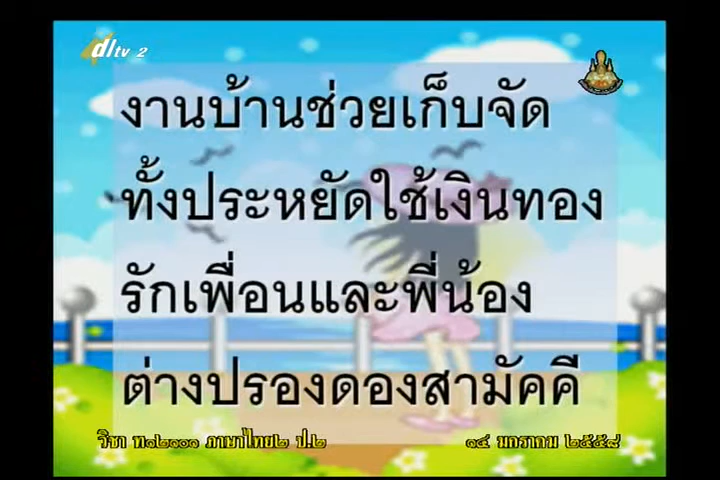 dltv 2
งานบ้านช่วยเก็บจัด
ทั้งประหยัดใช้เงินทอง
รักเพื่อนและพี่น้อง
ต่างปรองดองสามัคคี
วิชา ท๑๒๑๐๑ ภาษาไทย๒ ป.๒
๑๔ มกราคม ๒๕๕๘